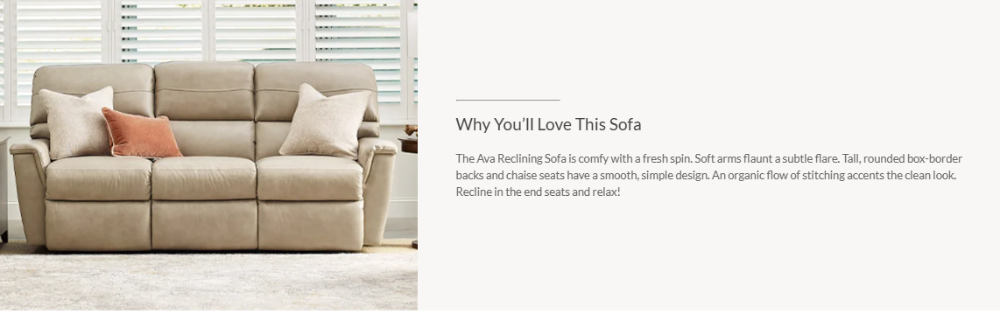 Why You'll Love This Sofa
The Ava Reclining Sofa is comfy with a fresh spin. Soft arms flaunt a subtle flare. Tall, rounded box-border
backs and chaise seats have a smooth, simple design. An organic flow of stitching accents the clean look.
Recline in the end seats and relax!